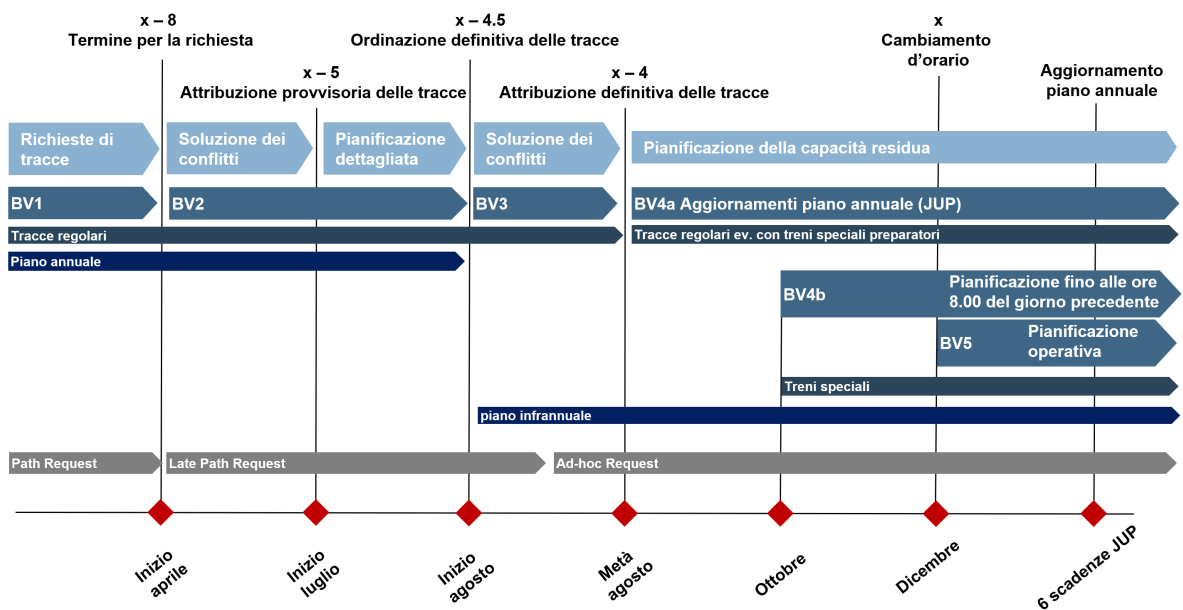 x – 8
Termine per la richiesta
x – 4.5
Ordinazione definitiva delle tracce
x
Cambiamento
d’orario
x – 5
Attribuzione provvisoria delle tracce
x – 4
Attribuzione definitiva delle tracce
Aggiornamento
piano annuale
Richieste di
tracce
Soluzione dei
conflitti
Pianificazione
dettagliata
Soluzione dei
conflitti
Pianificazione della capacità residua
BV1
BV2
BV3
BV4a Aggiornamenti piano annuale (JUP)
Tracce regolari
Tracce regolari ev. con treni speciali preparatori
Piano annuale
BV4b
Pianificazione fino alle ore
8.00 del giorno precedente
BV5
Pianificazione
operativa
Treni speciali
piano infrannuale
Path Request
Late Path Request
Ad-hoc Request
Inizio
aprile
Inizio
luglio
Inizio
agosto
Metà
agosto
Ottobre
Dicembre
6 scadenze JUP